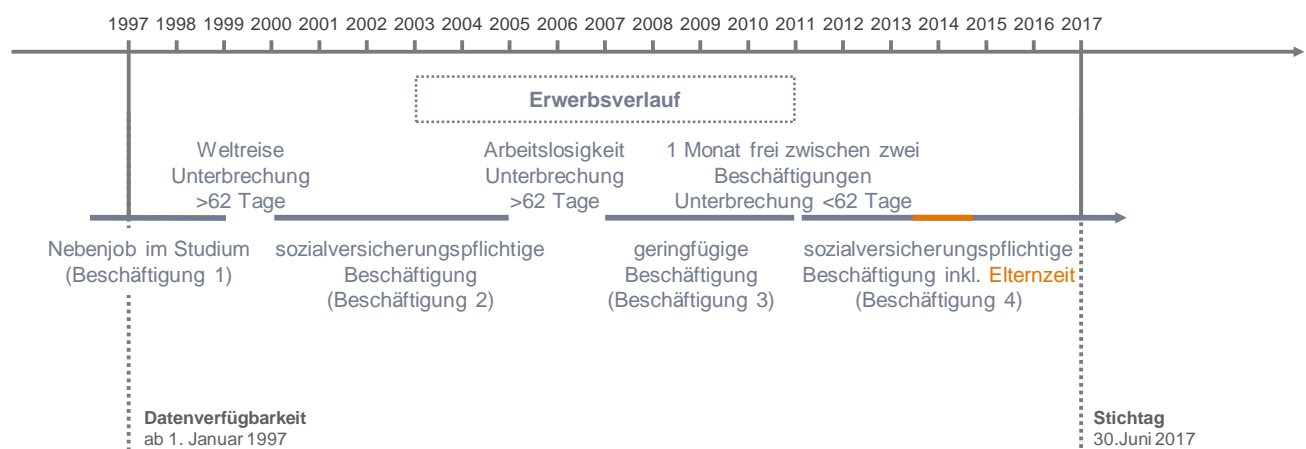 1997 1998 1999 2000 2001 2002 2003 2004 2005 2006 2007 2008 2009 2010 2011 2012 2013 2014 2015 2016 2017
Erwerbsverlauf
Weltreise
Unterbrechung
>62 Tage
Arbeitslosigkeit
Unterbrechung
>62 Tage
1 Monat frei zwischen zwei
Beschäftigungen
Unterbrechung <62 Tage
Nebenjob im Studium
(Beschäftigung 1)
sozialversicherungspflichtige
Beschäftigung
(Beschäftigung 2)
geringfügige
Beschäftigung
(Beschäftigung 3)
sozialversicherungspflichtige
Beschäftigung inkl. Elternzeit
(Beschäftigung 4)
Datenverfügbarkeit
ab 1. Januar 1997
Stichtag
30.Juni 2017